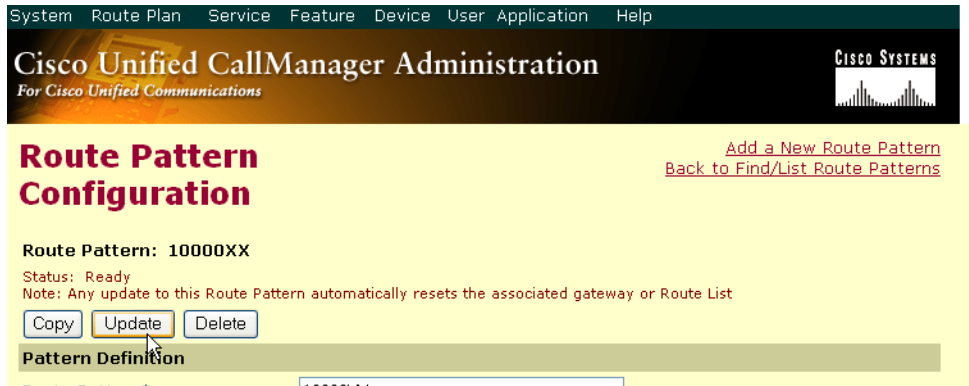 System Route Plan Service Feature Device User Application Help
Cisco Unified CallManager Administration
For Cisco Unified Communications
CISCO SYSTEMS
Route Pattern
Configuration
Add a New Route Pattern
Back to Find/List Route Patterns
Route Pattern: 10000XX
Status: Ready
Note: Any update to this Route Pattern automatically resets the associated gateway or Route List
Copy Update Delete
Pattern Definition